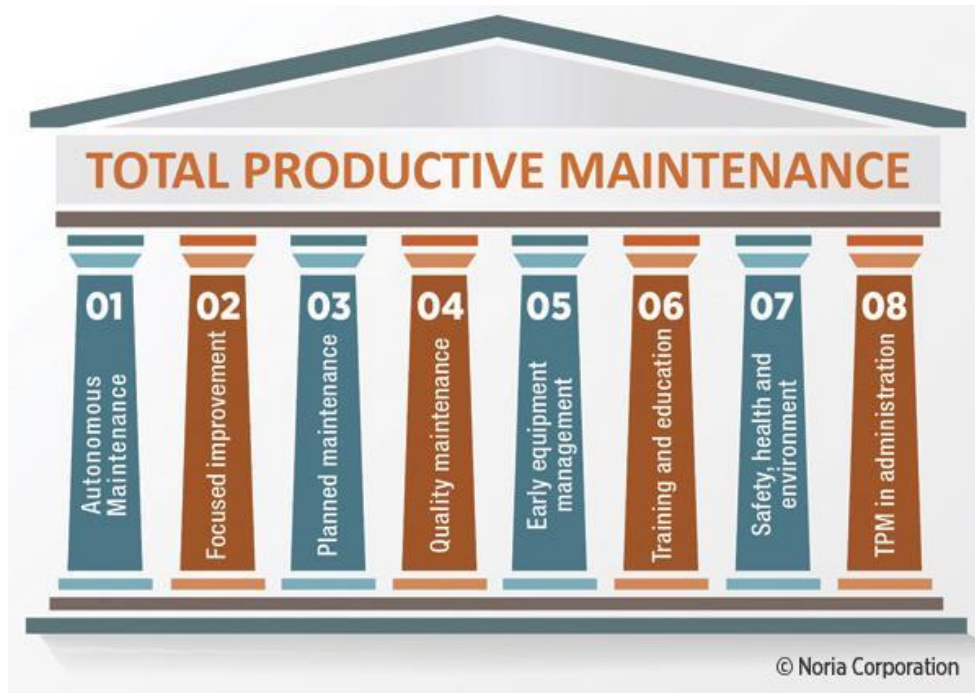 TOTAL PRODUCTIVE MAINTENANCE
01
Autonomous
Maintenance
02
Focused improvement
03
Planned maintenance
04
Quality maintenance
05
Early equipment
management
06
Training and education
07
Safety, health and
environment
08
TPM in administration
© Noria Corporation